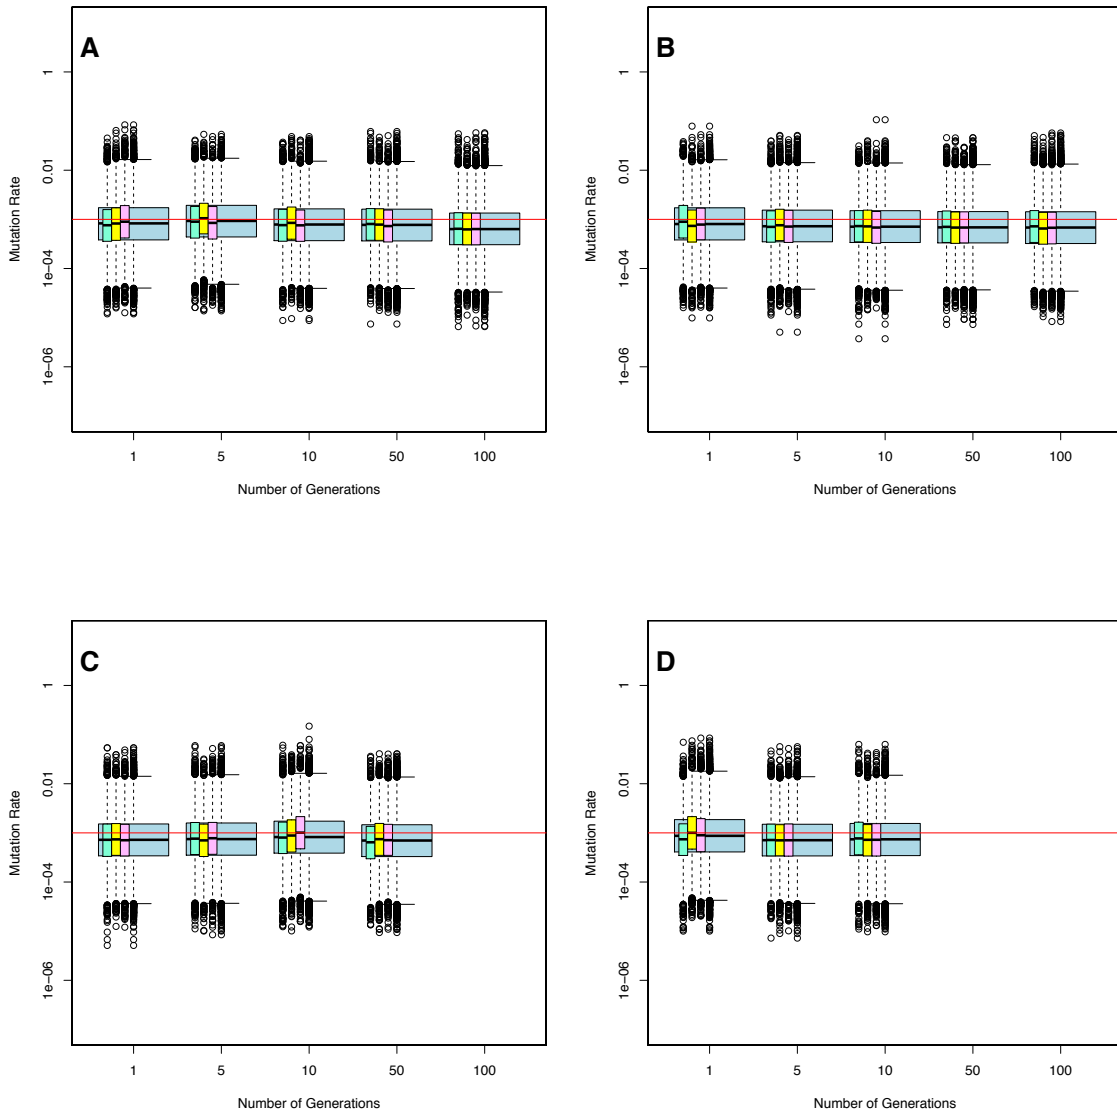 A
Mutation Rate
1
0.01
1e-04
1e-06
1 5 10 50 100
Number of Generations
B
Mutation Rate
1
0.01
1e-04
1e-06
1 5 10 50 100
Number of Generations
C
Mutation Rate
1
0.01
1e-04
1e-06
1 5 10 50 100
Number of Generations
D
Mutation Rate
1
0.01
1e-04
1e-06
1 5 10 50 100
Number of Generations